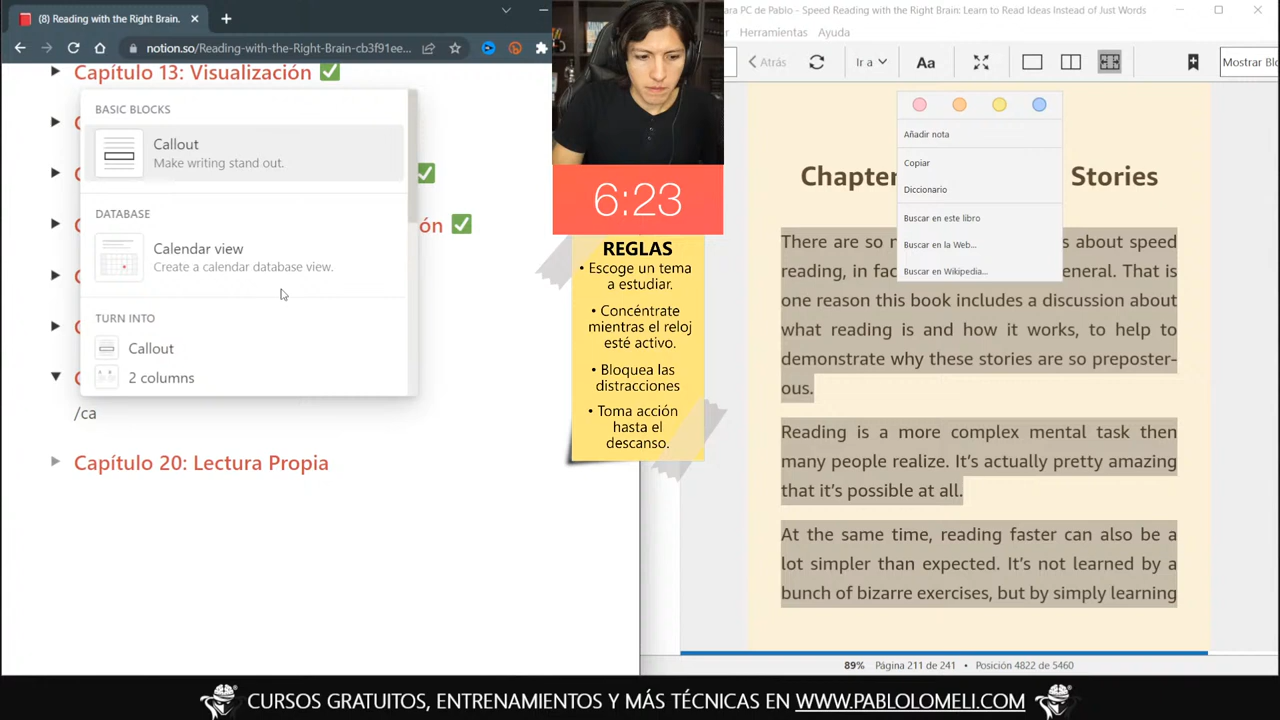 (8) Reading with the Right Brain.
notion.so/Reading-with-the-Right-Brain-cb3f91ee...
Capítulo 13: Visualización ✅
BASIC BLOCKS
Callout
Make writing stand out.
DATABASE
ón ✅
Calendar view
Create a calendar database view.
TURN INTO
Callout
2 columns
/ca
Capítulo 20: Lectura Propia
6:23
REGLAS
• Escoge un tema
a estudiar.
• Concéntrate
mientras el reloj
esté activo.
• Bloquea las
distracciones
• Toma acción
hasta el
descanso.
ara PC de Pablo - Speed Reading with the Right Brain: Learn to Read Ideas Instead of Just Words
Herramientas Ayuda
Atrás
Ir a
Aa
Mostrar Blo
Añadir nota
Copiar
Diccionario
Buscar en este libro
Buscar en la Web...
Buscar en Wikipedia...
Chapter Stories
There are so s about speed
reading, in fac eneral. That is
one reason this book includes a discussion about
what reading is and how it works, to help to
demonstrate why these stories are so preposter-
ous.
Reading is a more complex mental task then
many people realize. It's actually pretty amazing
that it's possible at all.
At the same time, reading faster can also be a
lot simpler than expected. It's not learned by a
bunch of bizarre exercises, but by simply learning
89% Página 211 de 241 • Posición 4822 de 5460
CURSOS GRATUITOS, ENTRENAMIENTOS Y MÁS TÉCNICAS EN WWW.PABLOLOMELI.COM